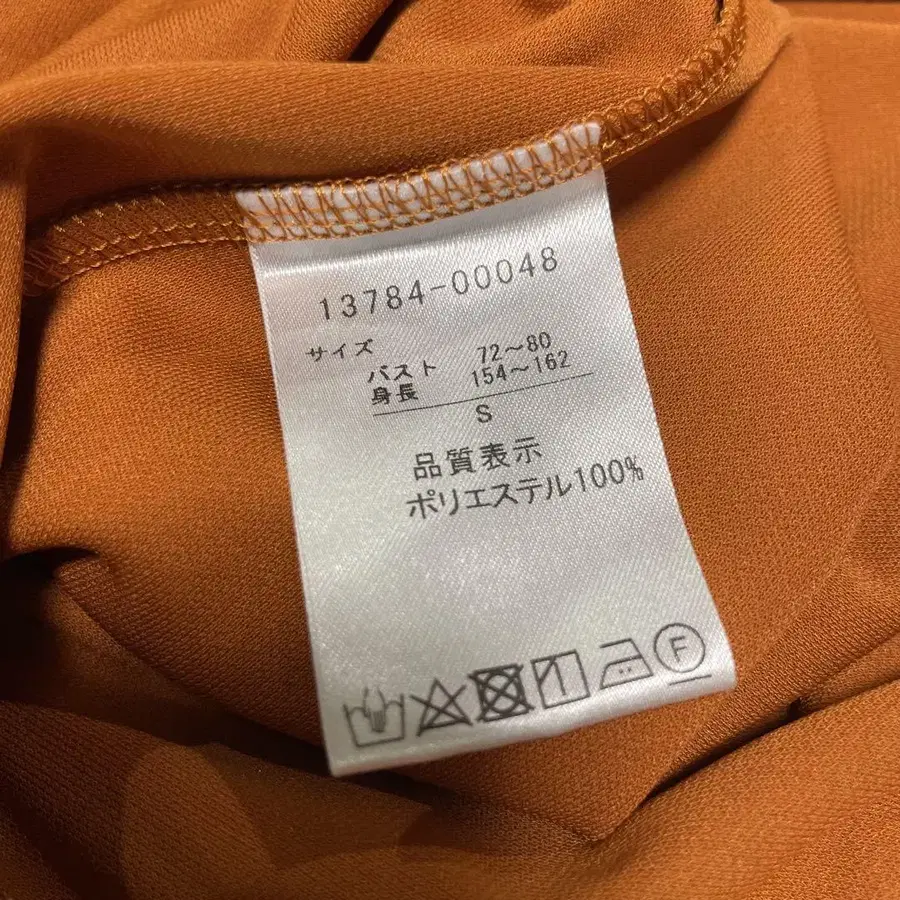 13784-00048
サイズ
バスト 72～80
身長 154～162
S
品質表示
ポリエステル100%
F